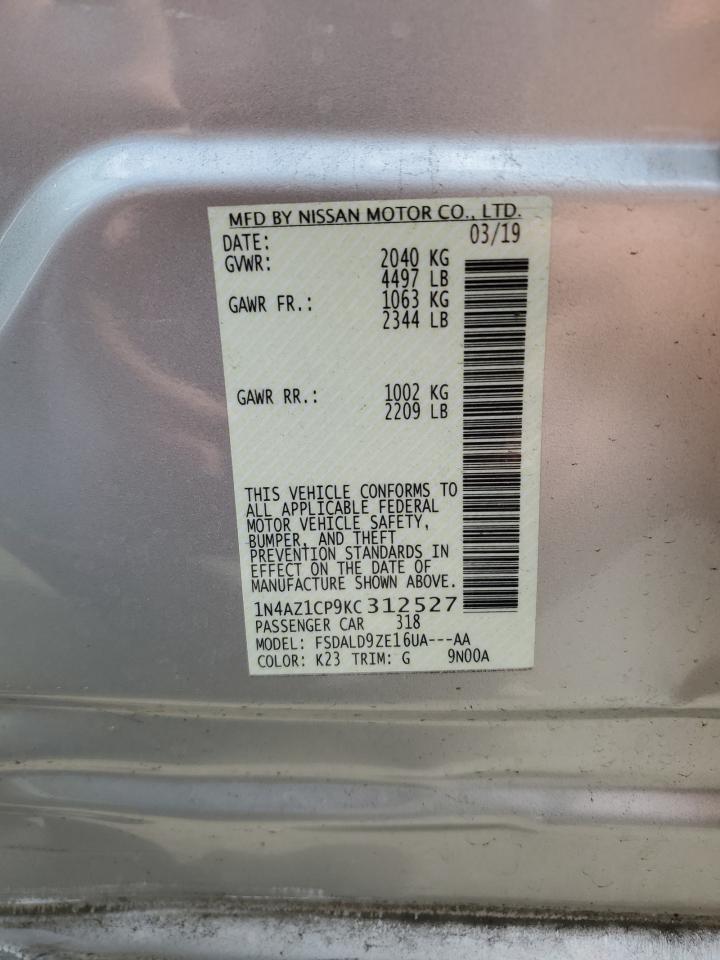 MFD BY NISSAN MOTOR CO., LTD.
DATE: 03/19
GVWR: 2040 KG
4497 LB
GAWR FR.: 1063 KG
2344 LB
GAWR RR.: 1002 KG
2209 LB
THIS VEHICLE CONFORMS TO
ALL APPLICABLE FEDERAL
MOTOR VEHICLE SAFETY,
BUMPER, AND THEFT
PREVENTION STANDARDS IN
EFFECT ON THE DATE OF
MANUFACTURE SHOWN ABOVE.
1N4AZ1CP9KC312527
PASSENGER CAR 318
MODEL: FSDALD9ZE16UA---AA
COLOR: K23 TRIM: G 9N00A